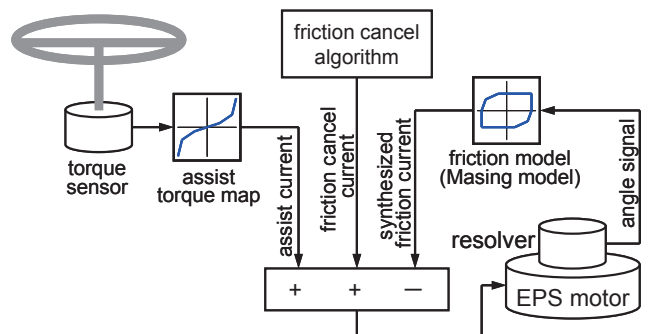 friction cancel
algorithm
torque
sensor
assist
torque map
assist current
friction cancel
current
synthesized
friction current
friction model
(Masing model)
angle signal
resolver
EPS motor
+ + —